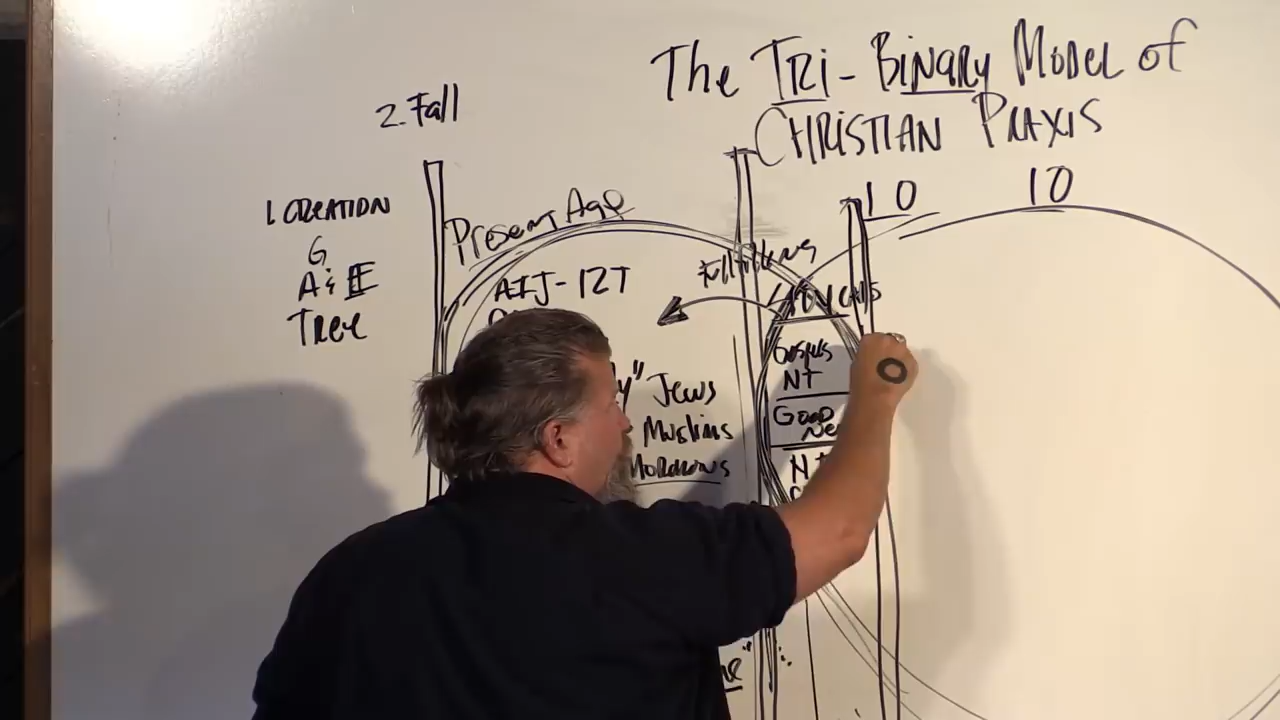 The Tri-Binary Model of
Christian Praxis
2. Fall
1 Creation
G
A & E
Tree
Present Age
AIJ-12T
Jews
Muslims
Mormons
10
10
Gospels
NT
Good
Ne